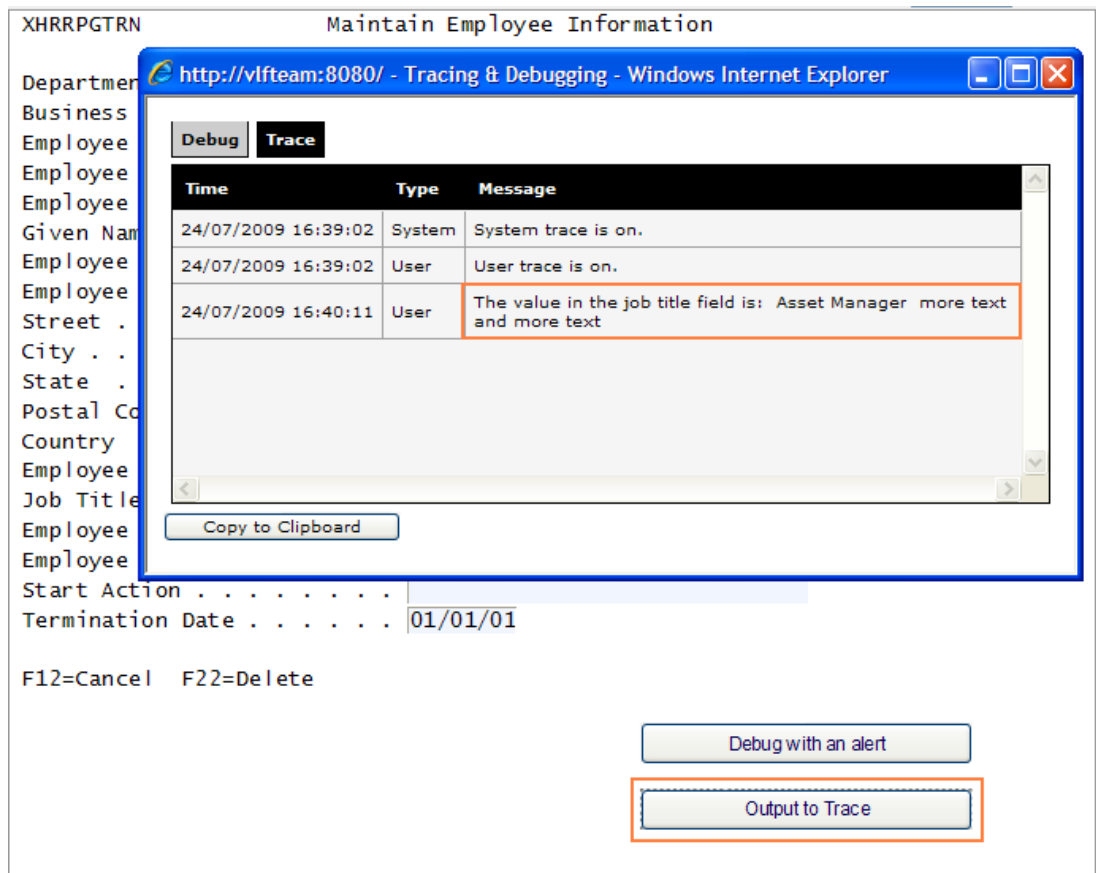 XHRRPGTRN Maintain Employee Information
http://vlfteam:8080/ - Tracing & Debugging - Windows Internet Explorer
Departmen
Business
Employee
Employee
Employee
Given Nam
Employee
Employee
Street .
City . .
State .
Postal Co
Country
Employee
Job Title
Employee
Employee
Debug Trace
Time Type Message
24/07/2009 16:39:02 System System trace is on.
24/07/2009 16:39:02 User User trace is on.
24/07/2009 16:40:11 User The value in the job title field is: Asset Manager more text
and more text
Copy to Clipboard
Start Action . . . . . . . .
Termination Date . . . . . . 01/01/01
F12=Cancel F22=Delete
Debug with an alert
Output to Trace